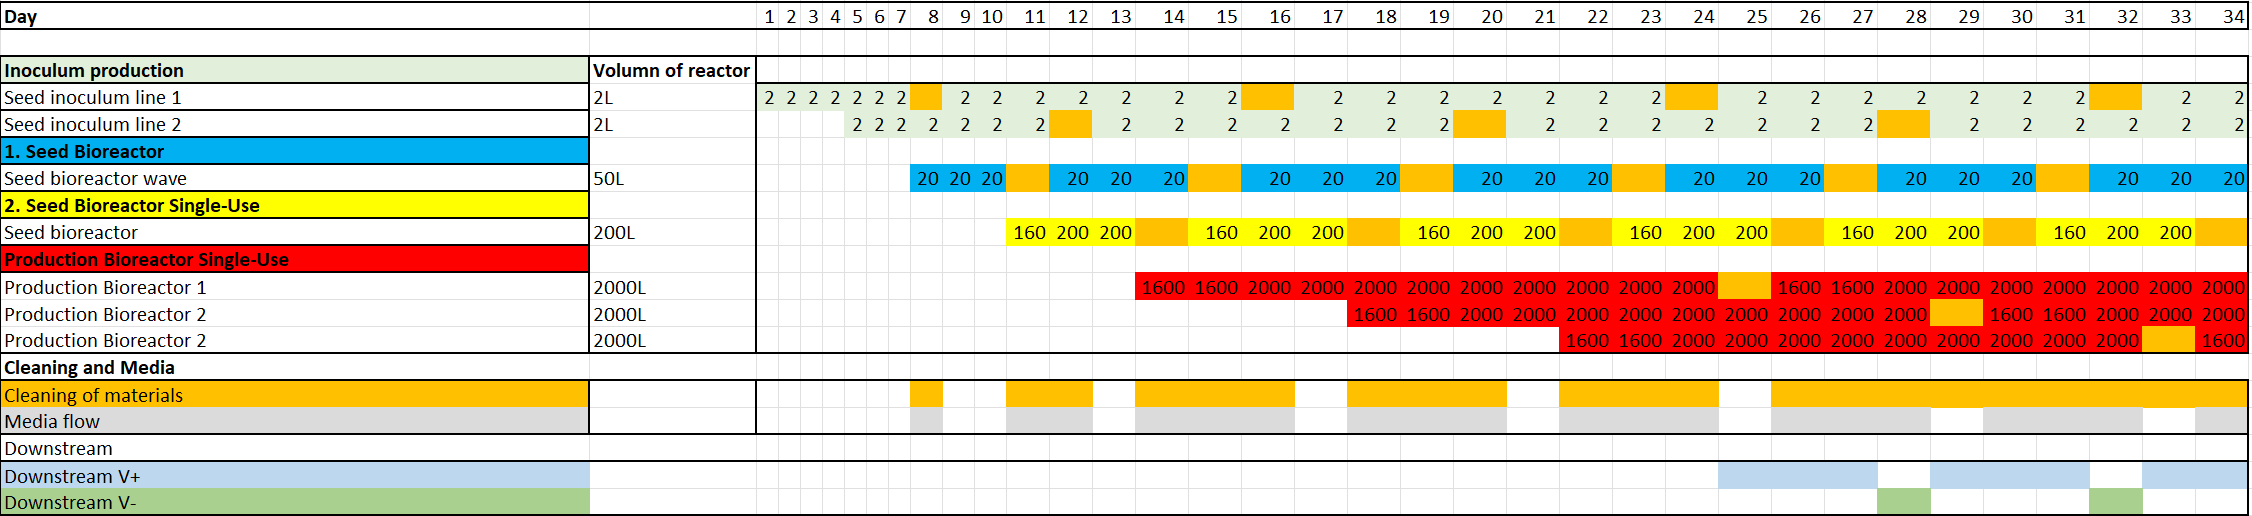 Day 1 2 3 4 5 6 7 8 9 10 11 12 13 14 15 16 17 18 19 20 21 22 23 24 25 26 27 28 29 30 31 32 33 34
Inoculum production Volumn of reactor
Seed inoculum line 1 2L 2 2 2 2 2 2 2 2 2 2 2 2 2 2 2 2 2 2 2 2 2 2 2 2 2 2 2 2 2 2
Seed inoculum line 2 2L 2 2 2 2 2 2 2 2 2 2 2 2 2 2 2 2 2 2 2 2 2 2 2 2 2 2 2
1. Seed Bioreactor
Seed bioreactor wave 50L 20 20 20 20 20 20 20 20 20 20 20 20 20 20 20 20 20 20 20 20 20
2. Seed Bioreactor Single-Use
Seed bioreactor 200L 160 200 200 160 200 200 160 200 200 160 200 200 160 200 200 160 200 200
Production Bioreactor Single-Use
Production Bioreactor 1 2000L 1600 1600 2000 2000 2000 2000 2000 2000 2000 2000 2000 1600 1600 2000 2000 2000 2000 2000 2000 2000
Production Bioreactor 2 2000L 1600 1600 2000 2000 2000 2000 2000 2000 2000 2000 2000 1600 1600 2000 2000 2000
Production Bioreactor 2 2000L 1600 1600 2000 2000 2000 2000 2000 2000 2000 2000 2000 1600
Cleaning and Media
Cleaning of materials
Media flow
Downstream
Downstream V+
Downstream V-